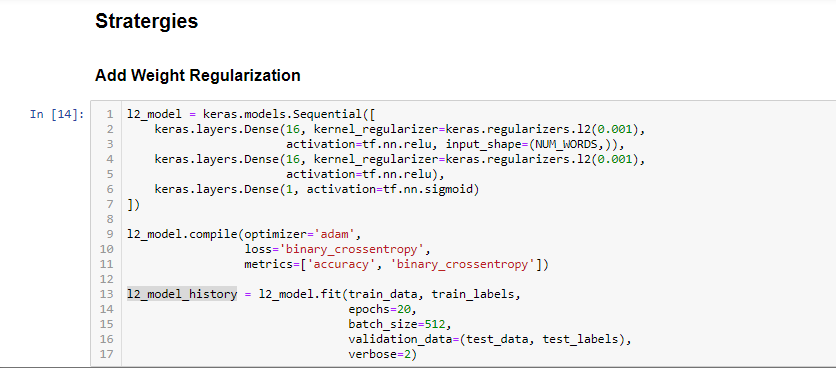 Stratergies
Add Weight Regularization
In [14]:
1 l2_model = keras.models.Sequential([
2     keras.layers.Dense(16, kernel_regularizer=keras.regularizers.l2(0.001),
3                        activation=tf.nn.relu, input_shape=(NUM_WORDS,)),
4     keras.layers.Dense(16, kernel_regularizer=keras.regularizers.l2(0.001),
5                        activation=tf.nn.relu),
6     keras.layers.Dense(1, activation=tf.nn.sigmoid)
7 ])
8
9 l2_model.compile(optimizer='adam',
10                  loss='binary_crossentropy',
11                  metrics=['accuracy', 'binary_crossentropy'])
12
13 l2_model_history = l2_model.fit(train_data, train_labels,
14                                 epochs=20,
15                                 batch_size=512,
16                                 validation_data=(test_data, test_labels),
17                                 verbose=2)